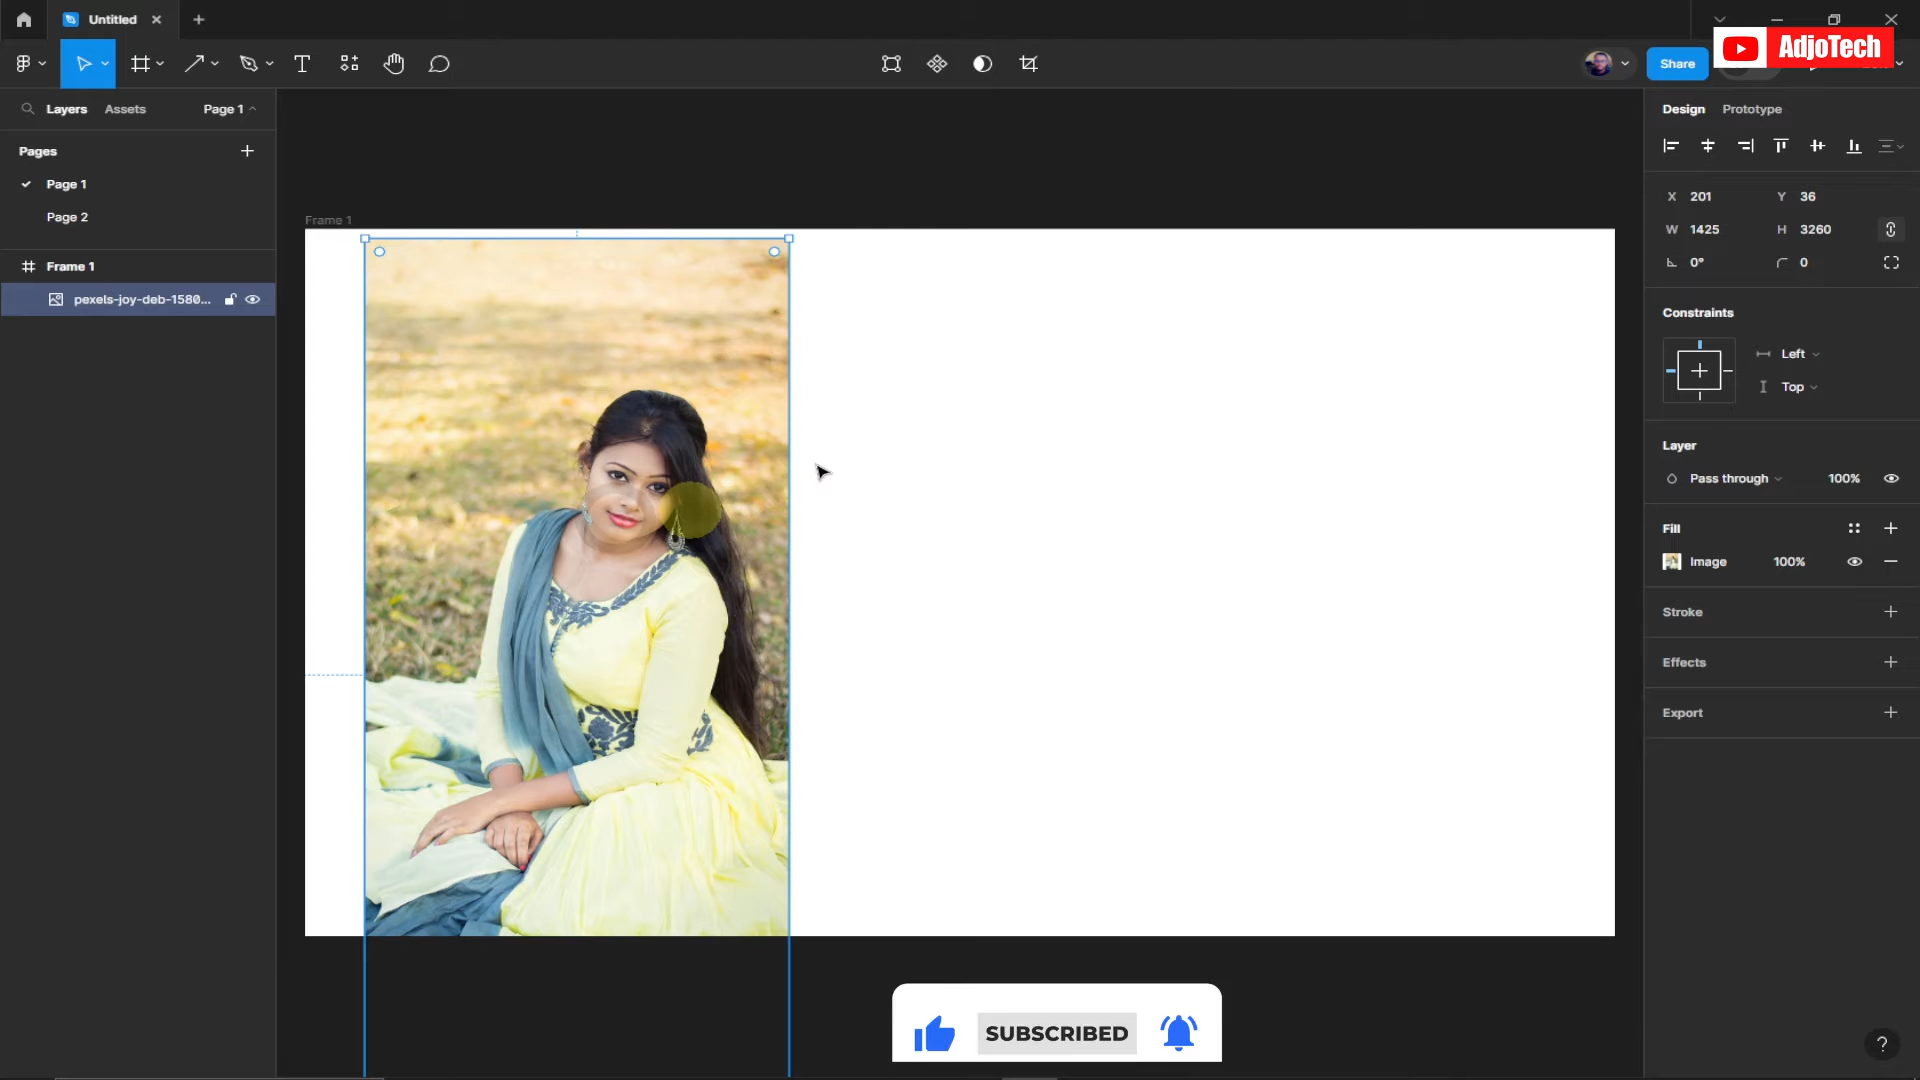 Untitled
AdjoTech
Share
Layers
Assets
Page 1
Design
Prototype
Pages
Page 1
Page 2
X 201
Y 36
W 1425
H 3260
0°
0
Frame 1
Frame 1
pexels-joy-deb-1580...
Constraints
Left
Top
Layer
Pass through
100%
Fill
Image
100%
Stroke
Effects
Export
SUBSCRIBED
?